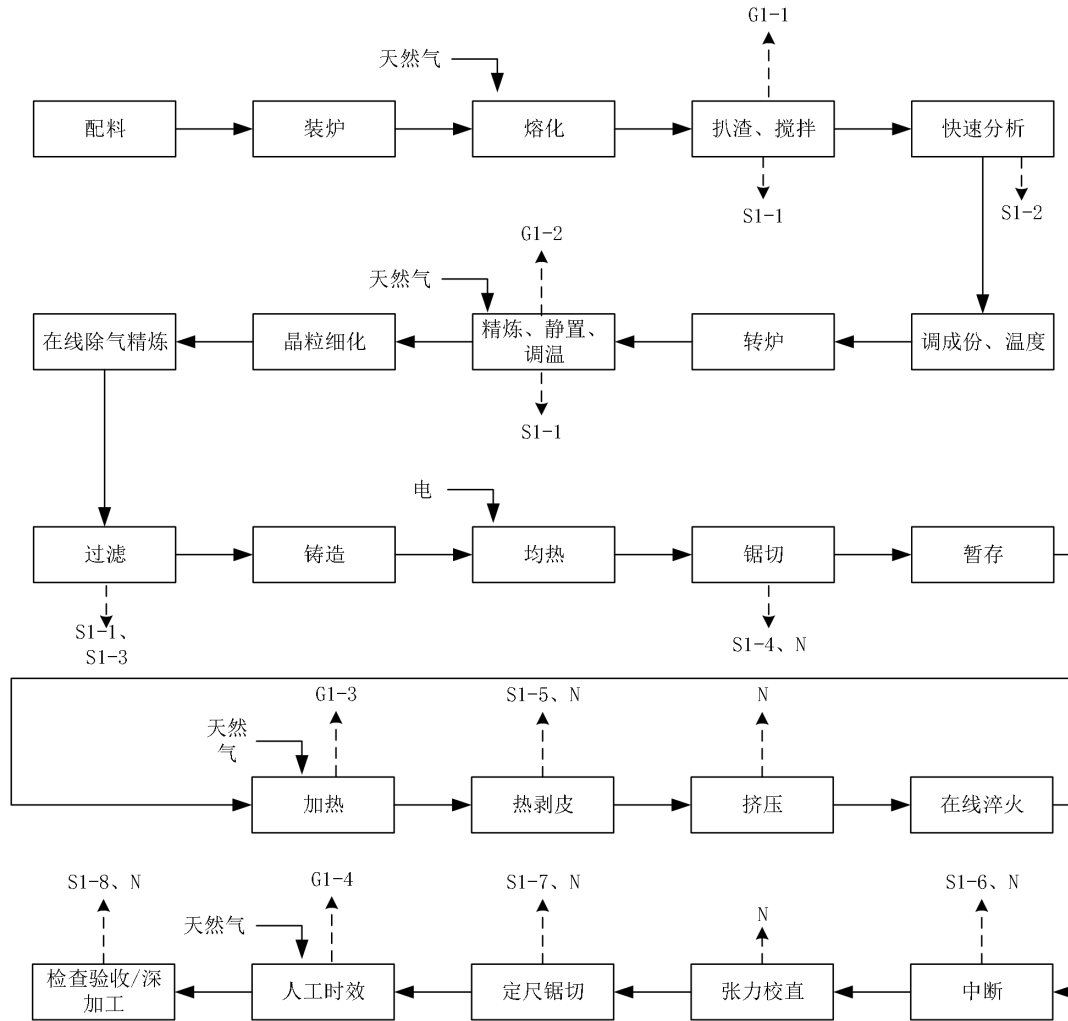 G1-1
天然气
配料
装炉
熔化
扒渣、搅拌
快速分析
S1-1
S1-2
G1-2
天然气
在线除气精炼
晶粒细化
精炼、静置、
调温
转炉
调成份、温度
S1-1
电
过滤
铸造
均热
锯切
暂存
S1-1、
S1-3
S1-4、N
G1-3
S1-5、N
N
天然
气
加热
热剥皮
挤压
在线淬火
S1-8、N
G1-4
S1-7、N
N
S1-6、N
天然气
检查验收/深
加工
人工时效
定尺锯切
张力校直
中断